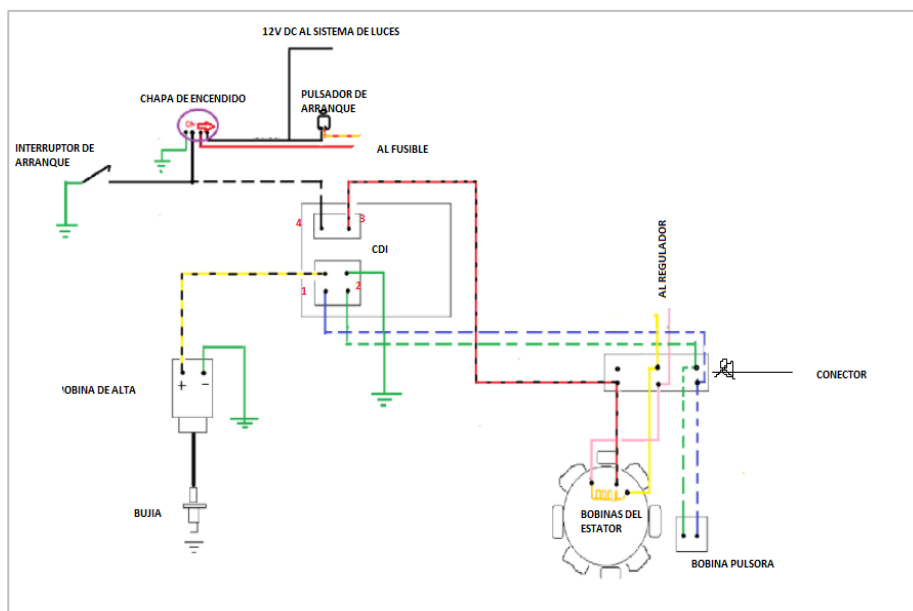 12V DC AL SISTEMA DE LUCES
CHAPA DE ENCENDIDO
PULSADOR DE
ARRANQUE
ON
INTERRUPTOR DE
ARRANQUE
AL FUSIBLE
4
3
CDI
1
2
AL REGULADOR
+
-
OBINA DE ALTA
CONECTOR
BUJIA
BOBINAS DEL
ESTATOR
BOBINA PULSORA